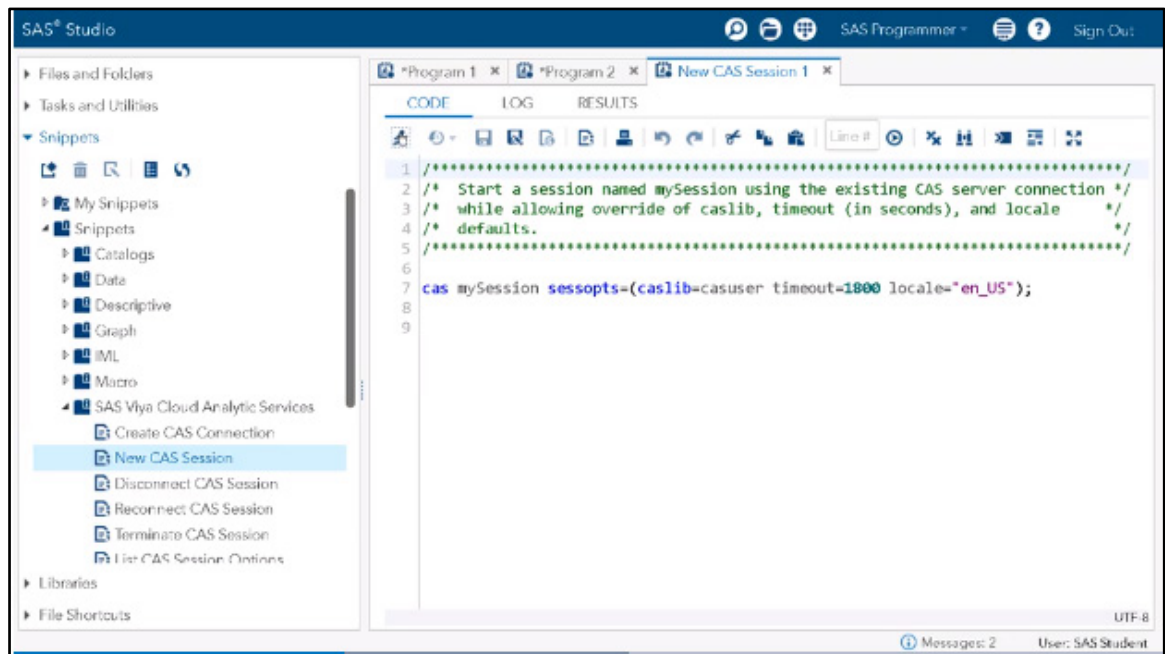 SAS® Studio
SAS Programmer
Sign Out
Files and Folders
Tasks and Utilities
Snippets
My Snippets
Snippets
Catalogs
Data
Descriptive
Graph
IML
Macro
SAS Viya Cloud Analytic Services
Create CAS Connection
New CAS Session
Disconnect CAS Session
Reconnect CAS Session
Terminate CAS Session
List CAS Session Options
Libraries
File Shortcuts
*Program 1 × *Program 2 × New CAS Session 1 ×
CODE LOG RESULTS
Line #
1 /******************************************************************************/
2 /* Start a session named mySession using the existing CAS server connection */
3 /* while allowing override of caslib, timeout (in seconds), and locale */
4 /* defaults. */
5 /******************************************************************************/
6
7 cas mySession sessopts=(caslib=casuser timeout=1800 locale="en_US");
8
9
UTF-8
Messages: 2 User: SAS Student